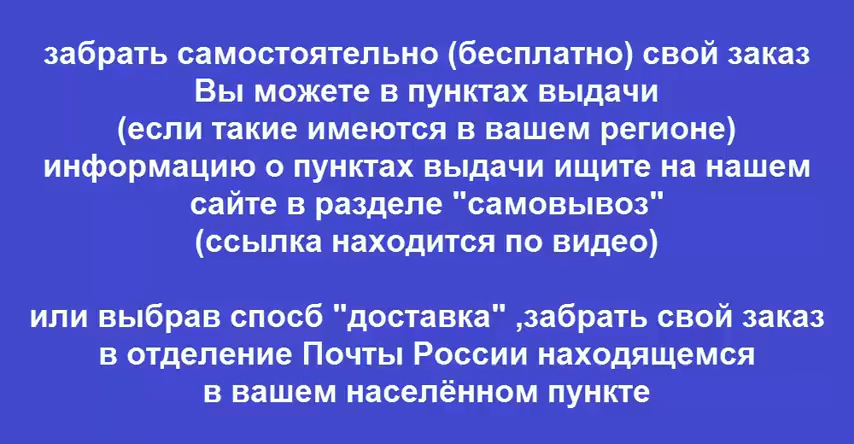 забрать самостоятельно (бесплатно) свой заказ
Вы можете в пунктах выдачи
(если такие имеются в вашем регионе)
информацию о пунктах выдачи ищите на нашем
сайте в разделе "самовывоз"
(ссылка находится по видео)
или выбрав спосб "доставка" ,забрать свой заказ
в отделение Почты России находящемся
в вашем населённом пункте